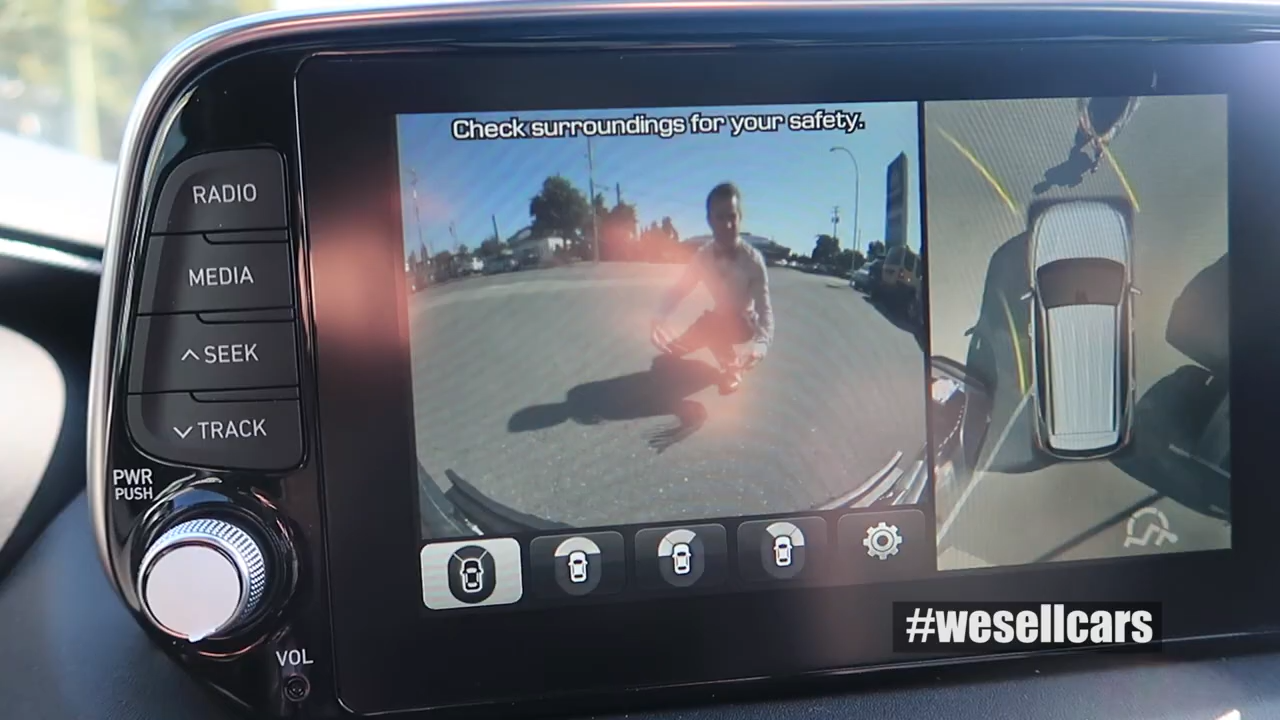 Check surroundings for your safety.
RADIO
MEDIA
SEEK
TRACK
PWR
PUSH
VOL
#wesellcars